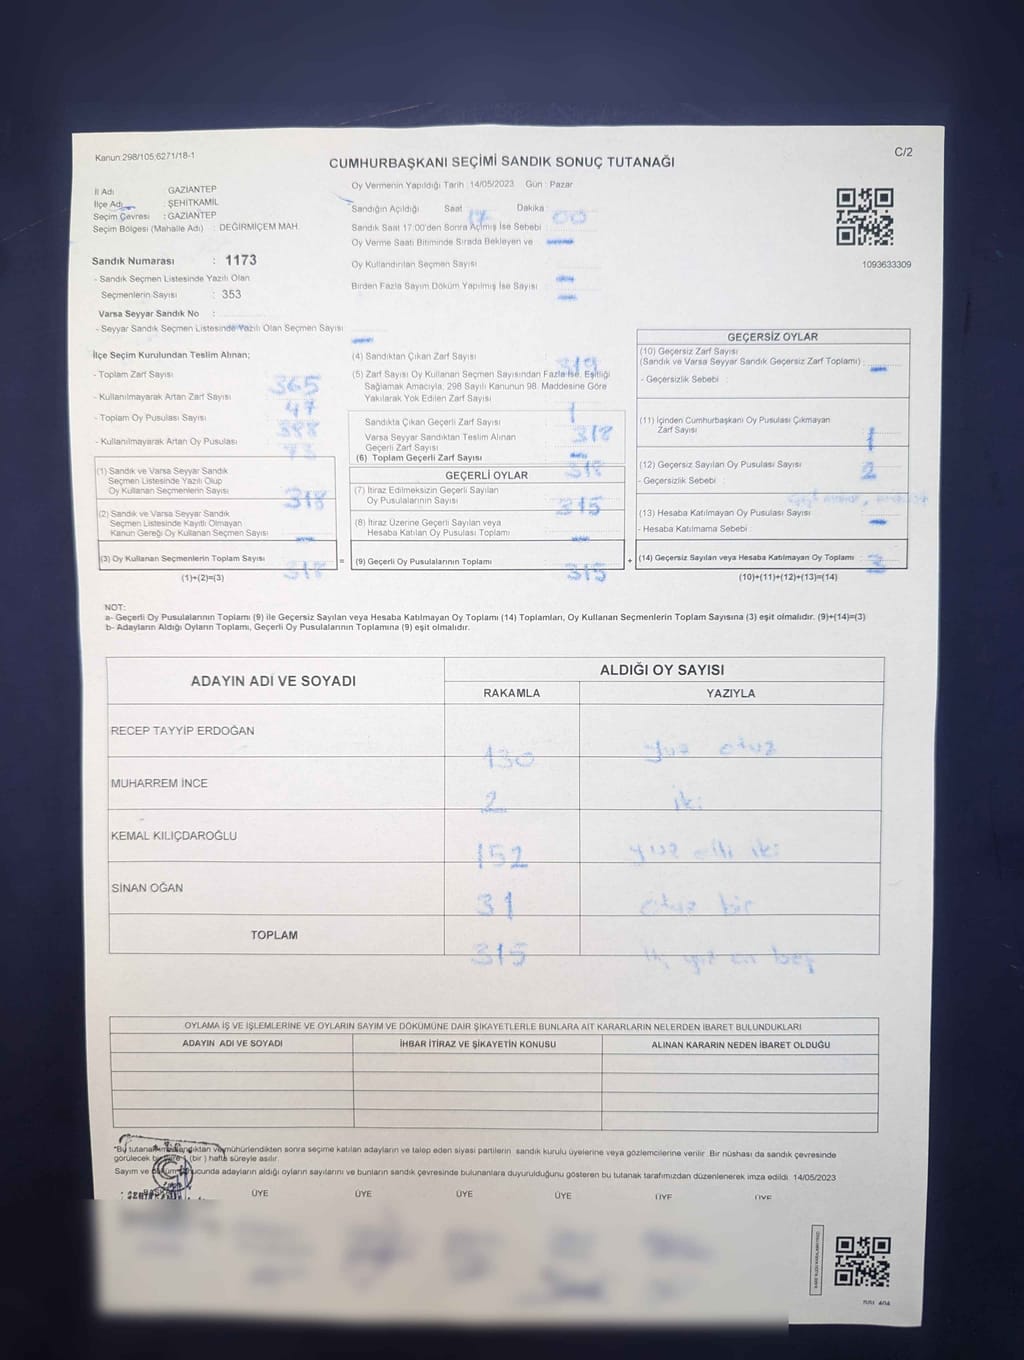 Kanun:298/105,6271/18-1
C/2
CUMHURBAŞKANI SEÇİMİ SANDIK SONUÇ TUTANAĞI
İl Adı : GAZİANTEP
İlçe Adı : ŞEHİTKAMİL
Seçim Çevresi : GAZİANTEP
Seçim Bölgesi (Mahalle Adı) : DEĞİRMİÇEM MAH.
Sandık Numarası : 1173
- Sandık Seçmen Listesinde Yazılı Olan
Seçmenlerin Sayısı : 353
Varsa Seyyar Sandık No :
- Seyyar Sandık Seçmen Listesinde Yazılı Olan Seçmen Sayısı :
Oy Vermenin Yapıldığı Tarih : 14/05/2023 Gün : Pazar
Sandığın Açıldığı Saat 17 Dakika 00
Sandık Saat 17:00'den Sonra Açılmış İse Sebebi :
Oy Verme Saati Bitiminde Sırada Bekleyen ve
Oy Kullandırılan Seçmen Sayısı
Birden Fazla Sayım Döküm Yapılmış İse Sayısı :
1093633309
İlçe Seçim Kurulundan Teslim Alınan;
- Toplam Zarf Sayısı : 365
- Kullanılmayarak Artan Zarf Sayısı : 47
- Toplam Oy Pusulası Sayısı : 388
- Kullanılmayarak Artan Oy Pusulası : 73
(1) Sandık ve Varsa Seyyar Sandık
Seçmen Listesinde Yazılı Olup
Oy Kullanan Seçmenlerin Sayısı : 318
(2) Sandık ve Varsa Seyyar Sandık
Seçmen Listesinde Kayıtlı Olmayan
Kanun Gereği Oy Kullanan Seçmen Sayısı :
(3) Oy Kullanan Seçmenlerin Toplam Sayısı : 318 =
(1)+(2)=(3)
(4) Sandıktan Çıkan Zarf Sayısı : 319
(5) Zarf Sayısı Oy Kullanan Seçmen Sayısından Fazla İse, Eşitliği
Sağlamak Amacıyla, 298 Sayılı Kanunun 98. Maddesine Göre
Yakılarak Yok Edilen Zarf Sayısı : 1
Sandıkta Çıkan Geçerli Zarf Sayısı : 318
Varsa Seyyar Sandıktan Teslim Alınan
Geçerli Zarf Sayısı :
(6) Toplam Geçerli Zarf Sayısı : 318
GEÇERLİ OYLAR
(7) İtiraz Edilmeksizin Geçerli Sayılan
Oy Pusulalarının Sayısı : 315
(8) İtiraz Üzerine Geçerli Sayılan veya
Hesaba Katılan Oy Pusulası Toplamı :
(9) Geçerli Oy Pusulalarının Toplamı : 315 +
GEÇERSİZ OYLAR
(10) Geçersiz Zarf Sayısı
(Sandık ve Varsa Seyyar Sandık Geçersiz Zarf Toplamı) :
- Geçersizlik Sebebi :
(11) İçinden Cumhurbaşkanı Oy Pusulası Çıkmayan
Zarf Sayısı : 1
(12) Geçersiz Sayılan Oy Pusulası Sayısı : 2
- Geçersizlik Sebebi :
(13) Hesaba Katılmayan Oy Pusulası Sayısı :
- Hesaba Katılmama Sebebi :
(14) Geçersiz Sayılan veya Hesaba Katılmayan Oy Toplamı : 3
(10)+(11)+(12)+(13)=(14)
NOT:
a- Geçerli Oy Pusulalarının Toplamı (9) ile Geçersiz Sayılan veya Hesaba Katılmayan Oy Toplamı (14) Toplamları, Oy Kullanan Seçmenlerin Toplam Sayısına (3) eşit olmalıdır. (9)+(14)=(3)
b- Adayların Aldığı Oyların Toplamı, Geçerli Oy Pusulalarının Toplamına (9) eşit olmalıdır.
ADAYIN ADI VE SOYADI
ALDIĞI OY SAYISI
RAKAMLA YAZIYLA
RECEP TAYYİP ERDOĞAN 130 yüz otuz
MUHARREM İNCE 2 iki
KEMAL KILIÇDAROĞLU 152 yüz elli iki
SİNAN OĞAN 31 otuz bir
TOPLAM 315 yüz on beş
OYLAMA İŞ VE İŞLEMLERİNE VE OYLARIN SAYIM VE DÖKÜMÜNE DAİR ŞİKAYETLERLE BUNLARA AİT KARARLARIN NELERDEN İBARET BULUNDUKLARI
ADAYIN ADI VE SOYADI İHBAR İTİRAZ VE ŞİKAYETİN KONUSU ALINAN KARARIN NEDEN İBARET OLDUĞU
mühürlendikten sonra seçime katılan adayların ve talep eden siyasi partilerin sandık kurulu üyelerine veya gözlemcilerine verilir. Bir nüshası da sandık çevresinde
görülecek bir (bir ) hafta süreyle asılır.
Sayım ve ucunda adayların aldığı oyların sayılarını ve bunların sandık çevresinde bulunanlara duyurulduğunu gösteren bu tutanak tarafımızdan düzenlenerek imza edildi. 14/05/2023
ÜYE ÜYE ÜYE ÜYE ÜYE ÜYE